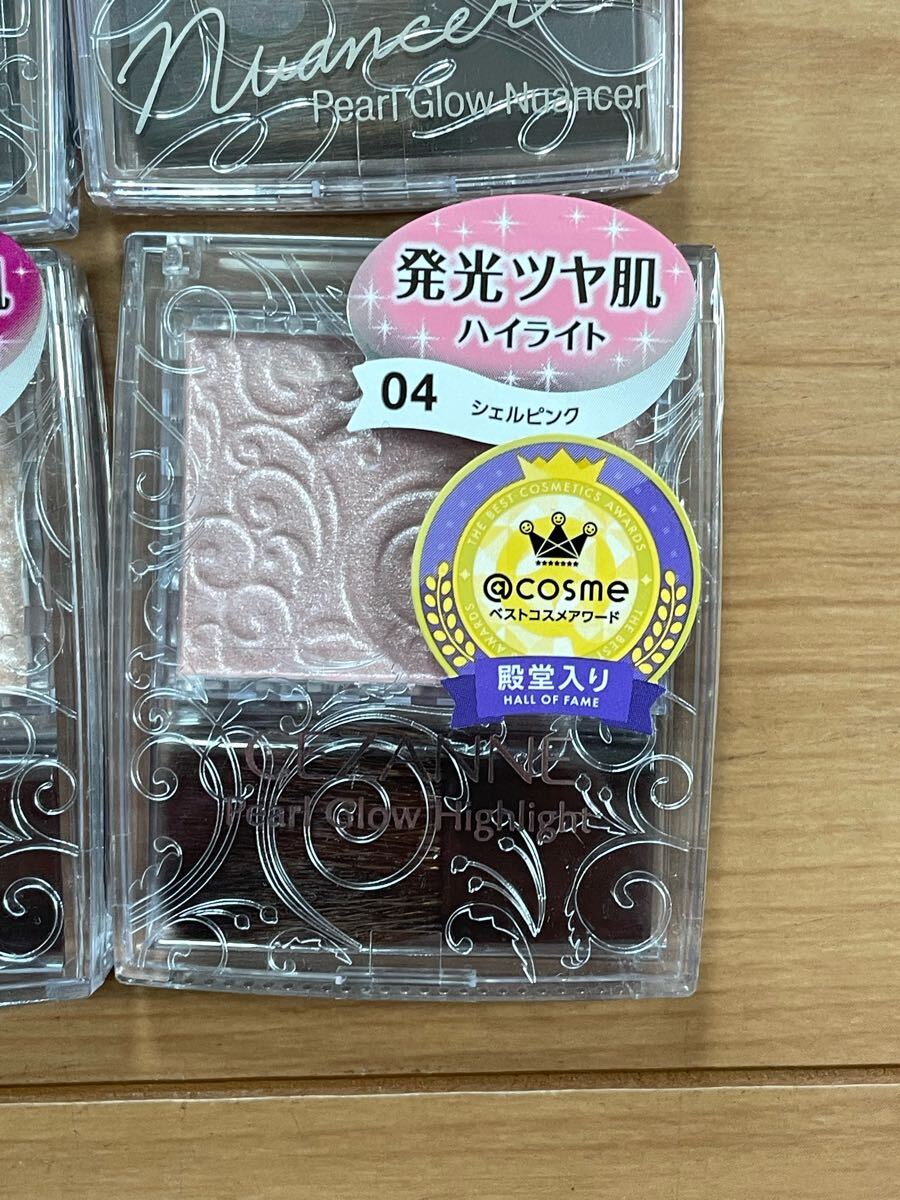 Nuancer
Pearl Glow Nuancer
肌
発光ツヤ肌
ハイライト
04 シェルピンク
THE BEST COSMETICS AWARDS
@cosme
ベストコスメアワード
殿堂入り
HALL OF FAME
CEZANNE
Pearl Glow Highlight